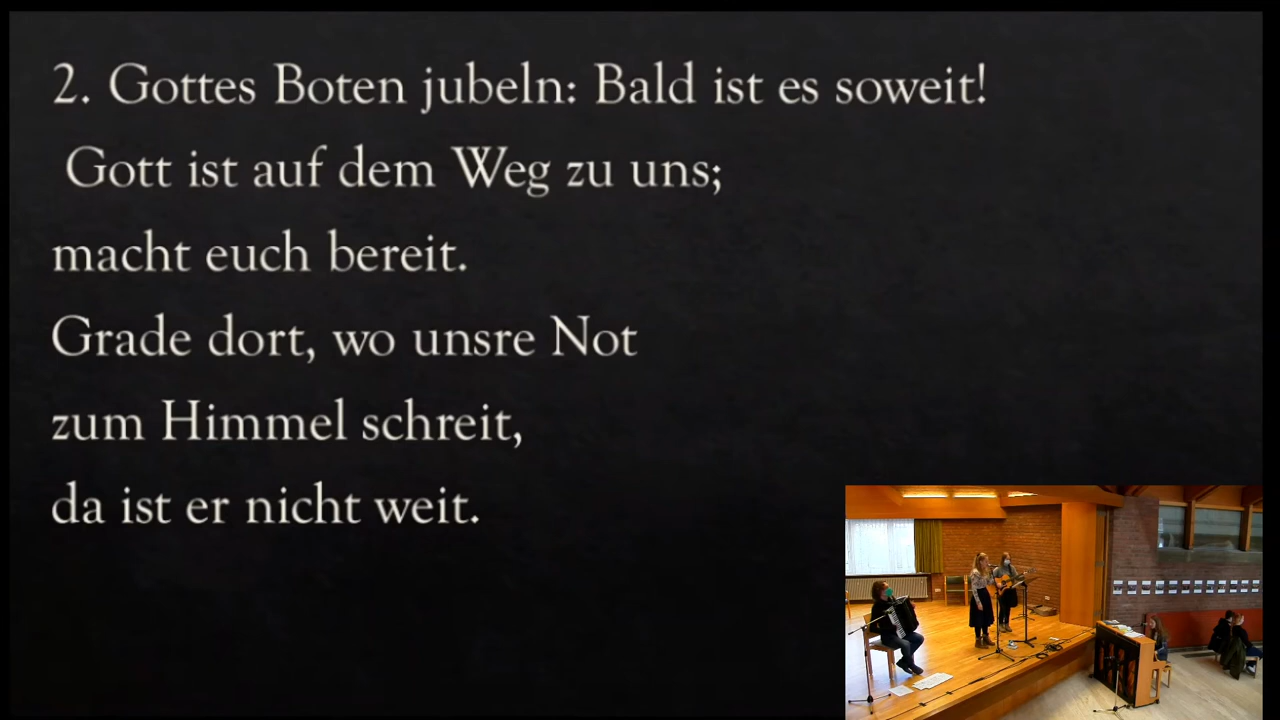 2. Gottes Boten jubeln: Bald ist es soweit!
Gott ist auf dem Weg zu uns;
macht euch bereit.
Grade dort, wo unsre Not
zum Himmel schreit,
da ist er nicht weit.